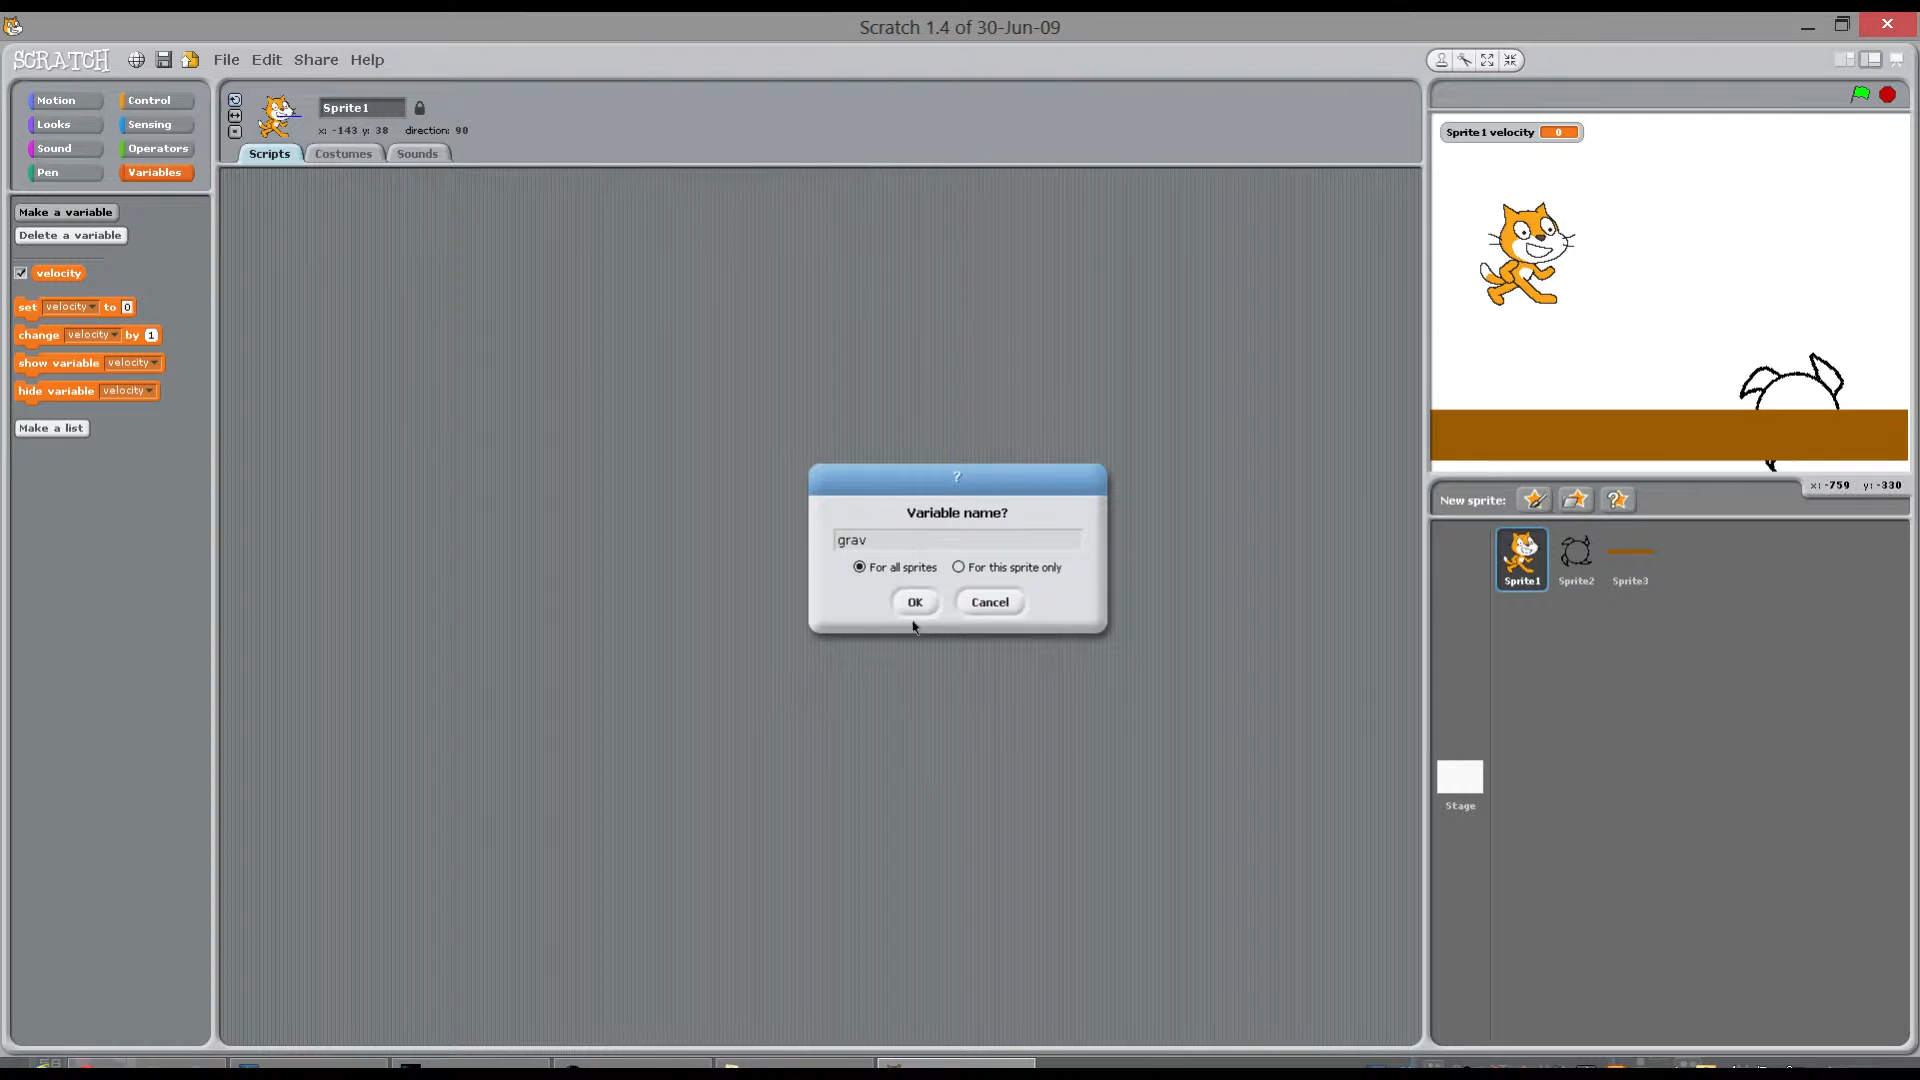 Scratch 1.4 of 30-Jun-09
SCRATCH File Edit Share Help
Motion Control
Looks Sensing
Sound Operators
Pen Variables
Sprite1
x: -143 y: 38 direction: 90
Scripts Costumes Sounds
Make a variable
Delete a variable
velocity
set velocity to 0
change velocity by 1
show variable velocity
hide variable velocity
Make a list
?
Variable name?
grav
For all sprites For this sprite only
OK Cancel
Sprite1 velocity 0
x: -759 y: -330
New sprite:
Sprite1 Sprite2 Sprite3
Stage